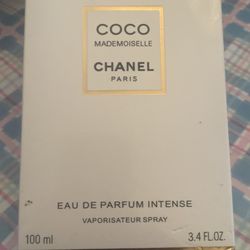 COCO
MADEMOISELLE
CHANEL
PARIS
EAU DE PARFUM INTENSE
VAPORISATEUR SPRAY
100 ml
3.4 FL.OZ.